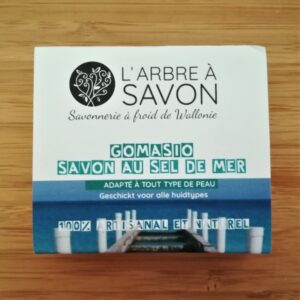 L'ARBRE À
SAVON
Savonnerie à froid de Wallonie
GOMASIO
SAVON AU SEL DE MER
ADAPTÉ À TOUT TYPE DE PEAU
Geschickt voor alle huidtypes
100% ARTISANAL ET NATUREL